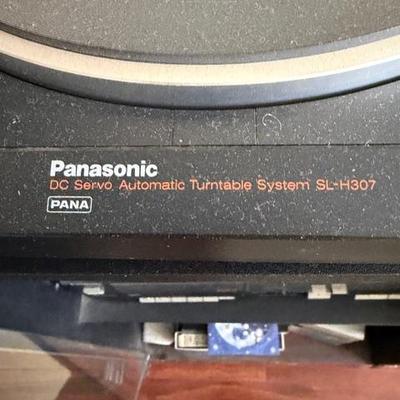 Panasonic
DC Servo Automatic Turntable System SL-H307
PANA